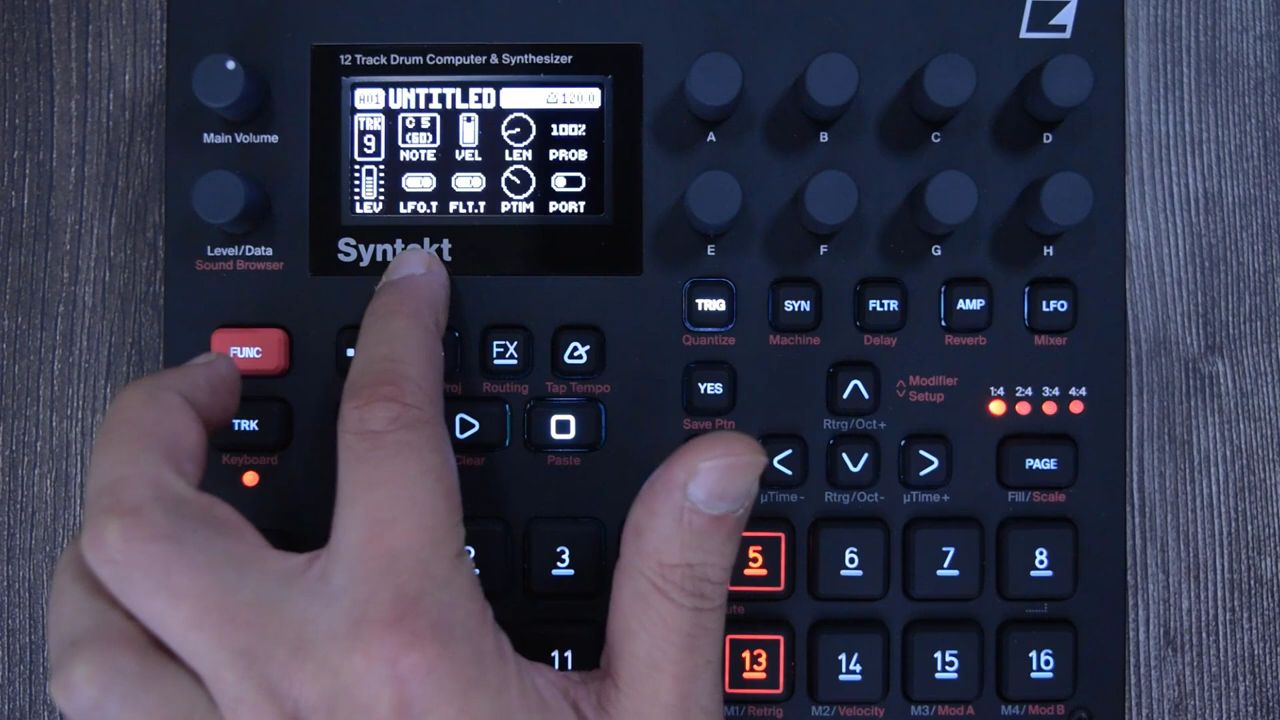 12 Track Drum Computer & Synthesizer
A01 UNTITLED 120.0
TRK 9
C 5 (60)
100%
NOTE VEL LEN PROB
LEV LFO.T FLT.T PTIM PORT
Syntakt
Main Volume
Level/Data
Sound Browser
A B C D
E F G H
TRIG SYN FLTR AMP LFO
Quantize Machine Delay Reverb Mixer
FUNC
FX
roj Routing Tap Tempo
YES
Save Ptn
Modifier
Setup
Rtrg/Oct+
1:4 2:4 3:4 4:4
TRK
Keyboard
Clear Paste
PAGE
µTime- Rtrg/Oct- µTime+ Fill/Scale
2 3 5 6 7 8
ute
11 13 14 15 16
M1/Retrig M2/Velocity M3/Mod A M4/Mod B